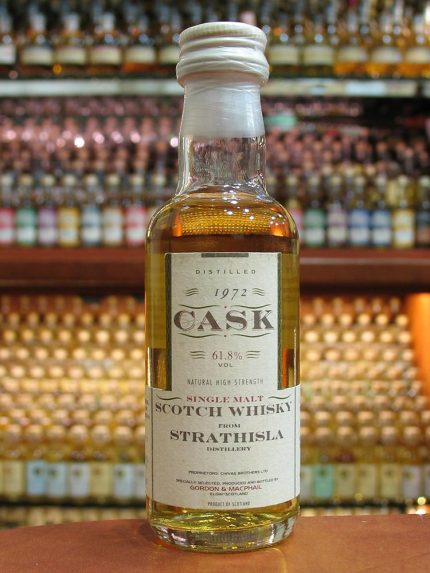 DISTILLED
1972
CASK
61.8%
VOL
NATURAL HIGH STRENGTH
SINGLE MALT
SCOTCH WHISKY
FROM
STRATHISLA
DISTILLERY
PROPRIETORS: CHIVAS BROTHERS LTD
SPECIALLY SELECTED, PRODUCED AND BOTTLED BY
GORDON & MACPHAIL
ELGIN·SCOTLAND
PRODUCT OF SCOTLAND